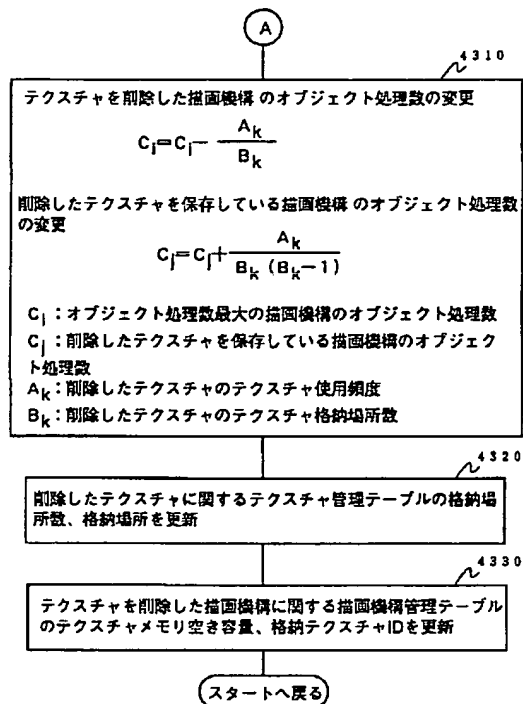 A
4310
テクスチャを削除した描画機構 のオブジェクト処理数の変更
C_i=C_i− A_k/B_k
削除したテクスチャを保存している描画機構 のオブジェクト処理数
の変更
C_j=C_j+ A_k/(B_k (B_k−1))
C_i：オブジェクト処理数最大の描画機構のオブジェクト処理数
C_j：削除したテクスチャを保存している描画機構のオブジェク
ト処理数
A_k：削除したテクスチャのテクスチャ使用頻度
B_k：削除したテクスチャのテクスチャ格納場所数
4320
削除したテクスチャに関するテクスチャ管理テーブルの格納場
所数、格納場所を更新
4330
テクスチャを削除した描画機構に関する描画機構管理テーブル
のテクスチャメモリ空き容量、格納テクスチャIDを更新
スタートへ戻る